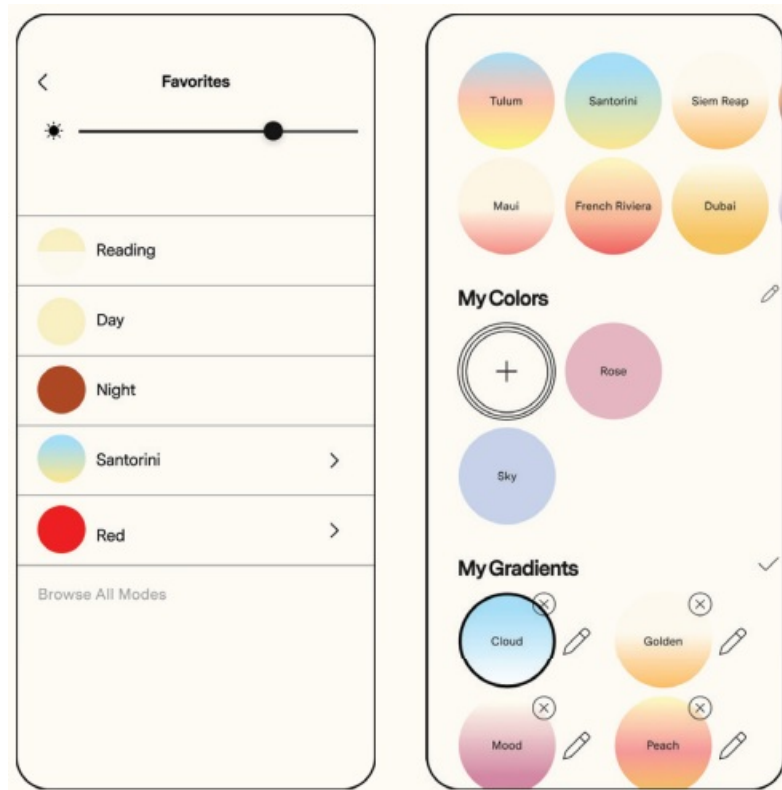 Favorites
Reading
Day
Night
Santorini
Red
Browse All Modes
Tulum
Santorini
Siem Reap
Maui
French Riviera
Dubai
My Colors
Rose
Sky
My Gradients
Cloud
Golden
Mood
Peach